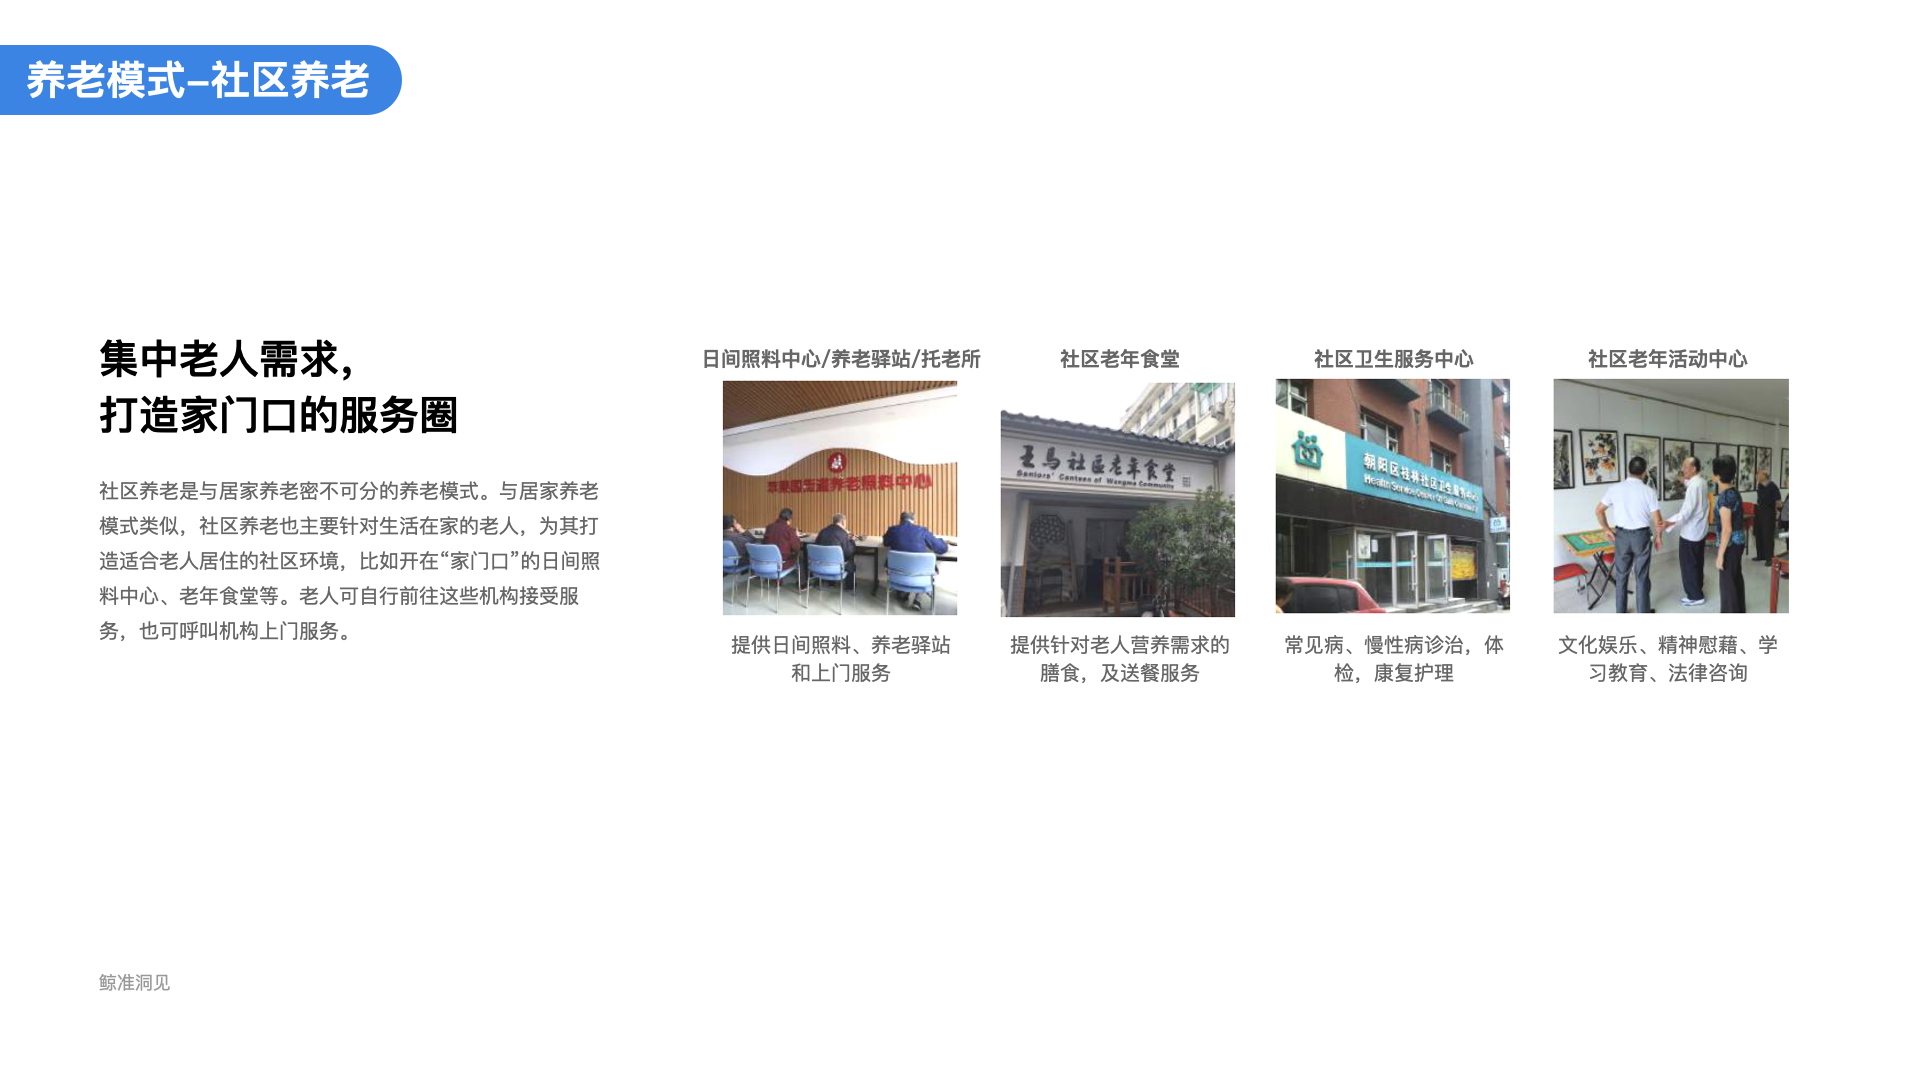 养老模式–社区养老
集中老人需求，
打造家门口的服务圈
社区养老是与居家养老密不可分的养老模式。与居家养老
模式类似，社区养老也主要针对生活在家的老人，为其打
造适合老人居住的社区环境，比如开在“家门口”的日间照
料中心、老年食堂等。老人可自行前往这些机构接受服
务，也可呼叫机构上门服务。
日间照料中心/养老驿站/托老所
养老照料中心
提供日间照料、养老驿站
和上门服务
社区老年食堂
王马社区老年食堂
Seniors' Canteen of Wangma Community
提供针对老人营养需求的
膳食，及送餐服务
社区卫生服务中心
朝阳区桂林社区卫生服务中心
Health Service Center Of
常见病、慢性病诊治，体
检，康复护理
社区老年活动中心
文化娱乐、精神慰藉、学
习教育、法律咨询
鲸准洞见